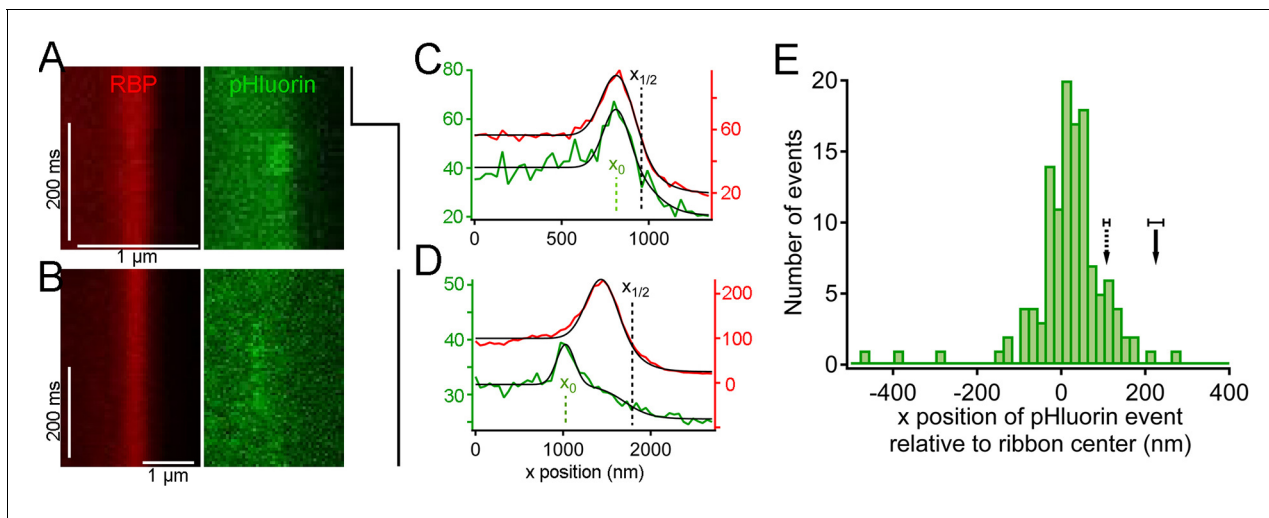 A
RBP
pHluorin
200 ms
1 µm
B
200 ms
1 µm
C
80
60
40
20
x1/2
x0
60
20
0
500
1000
D
50
40
30
x1/2
x0
200
100
0
0
1000
2000
x position (nm)
E
Number of events
20
15
10
5
0
-400
-200
0
200
400
x position of pHluorin event
relative to ribbon center (nm)